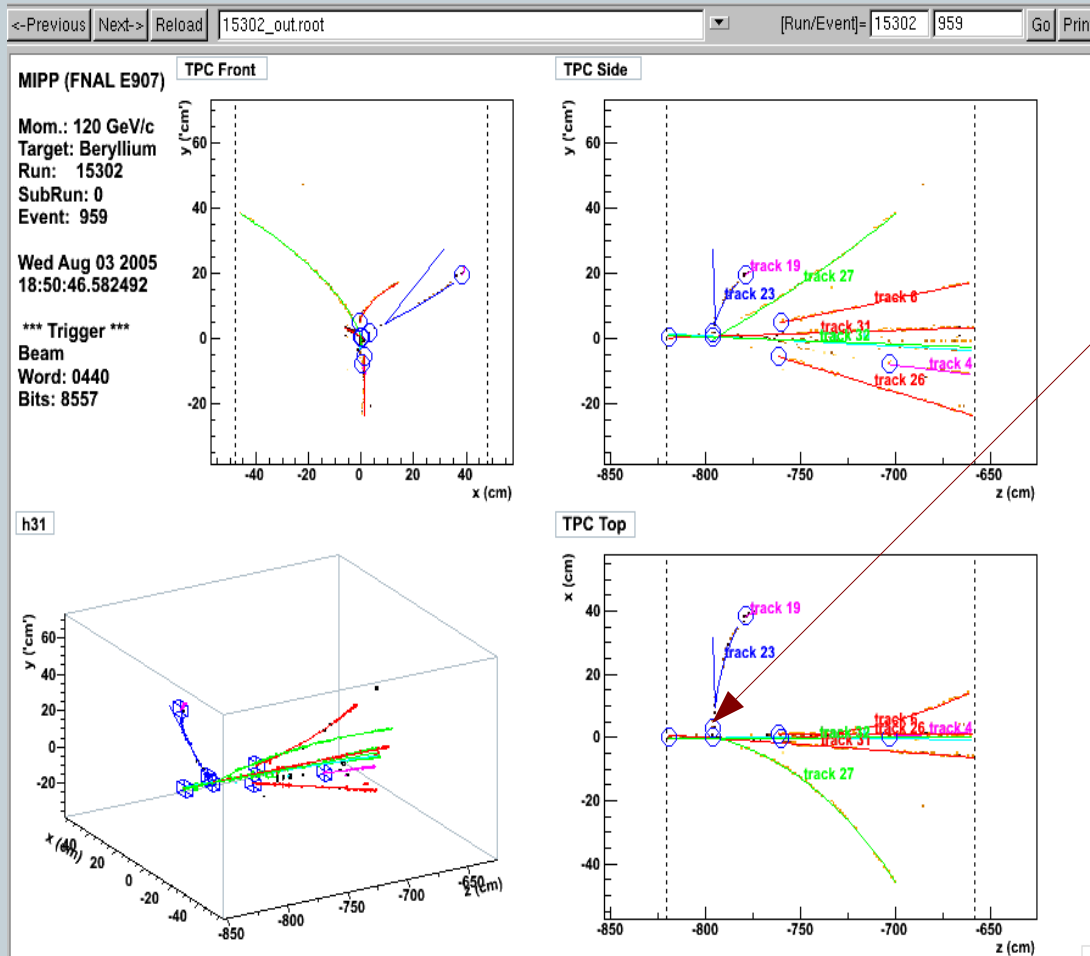 <-Previous Next-> Reload 15302_out.root [Run/Event]= 15302 959 Go Prin
MIPP (FNAL E907)
Mom.: 120 GeV/c
Target: Beryllium
Run: 15302
SubRun: 0
Event: 959
Wed Aug 03 2005
18:50:46.582492
*** Trigger ***
Beam
Word: 0440
Bits: 8557
TPC Front
y ('cm')
60
40
20
0
-20
-40 -20 0 20 40
x (cm)
TPC Side
y ('cm')
60
40
20
0
-20
track 19
track 27
track 23
track 6
track 31
track 4
track 26
-850 -800 -750 -700 -650
z (cm)
h31
y ('cm')
60
40
20
0
-20
x (cm)
40
20
0
-20
-40
-850
-800
-750
-700
-650
z (cm)
TPC Top
x (cm)
40
20
0
-20
-40
track 19
track 23
track 6
track 26
track 4
track 31
track 27
-850 -800 -750 -700 -650
z (cm)